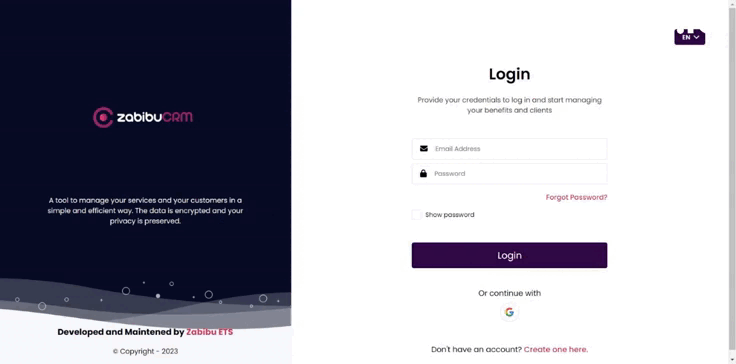 zabibuCRM
A tool to manage your services and your customers in a
simple and efficient way. The data is encrypted and your
privacy is preserved.
Developed and Maintened by Zabibu ETS
© Copyright - 2023
EN
Login
Provide your credentials to log in and start managing
your benefits and clients
Email Address
Password
Forgot Password?
Show password
Login
Or continue with
G
Don't have an account? Create one here.